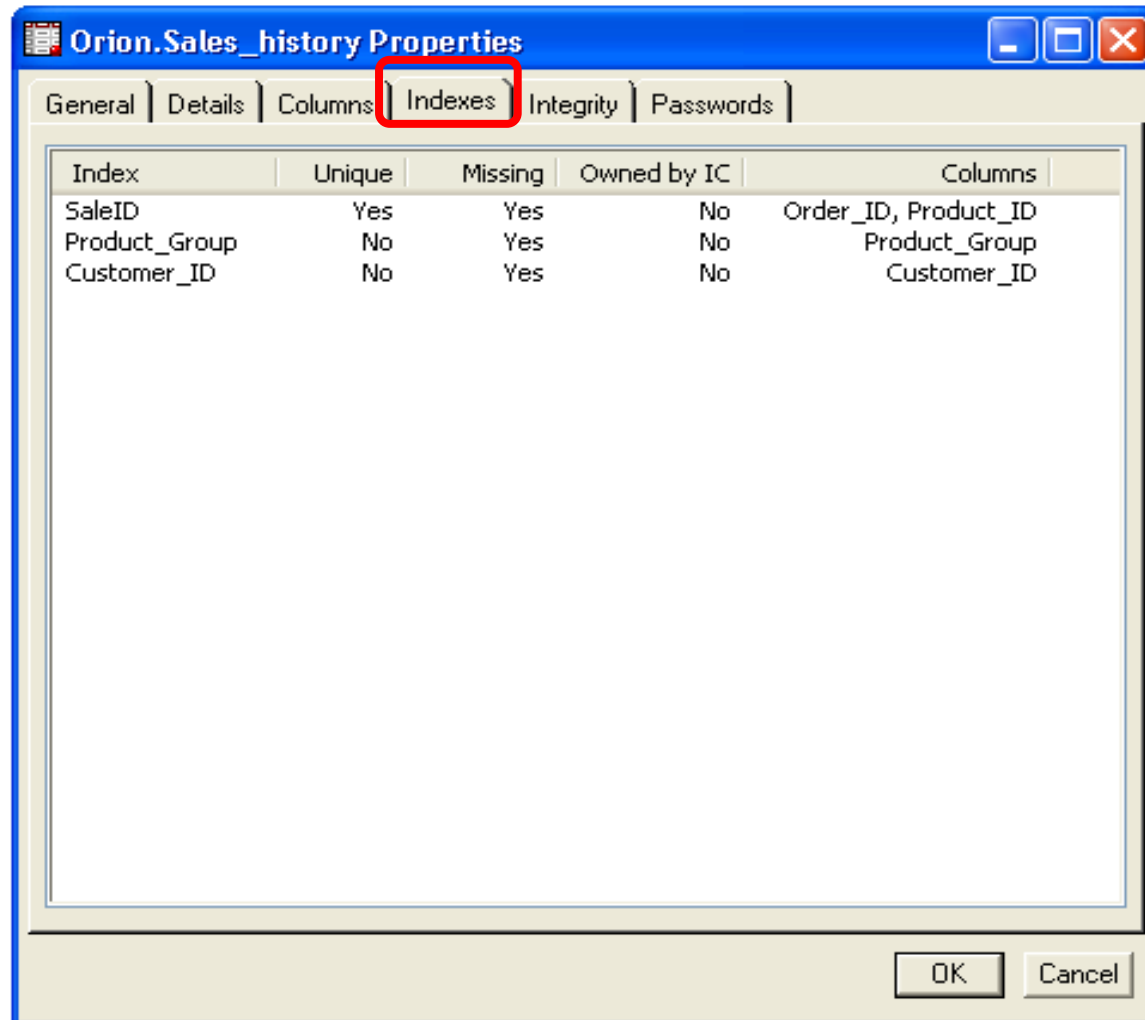 Orion.Sales_history Properties
General Details Columns Indexes Integrity Passwords
Index Unique Missing Owned by IC Columns
SaleID Yes Yes No Order_ID, Product_ID
Product_Group No Yes No Product_Group
Customer_ID No Yes No Customer_ID
OK Cancel